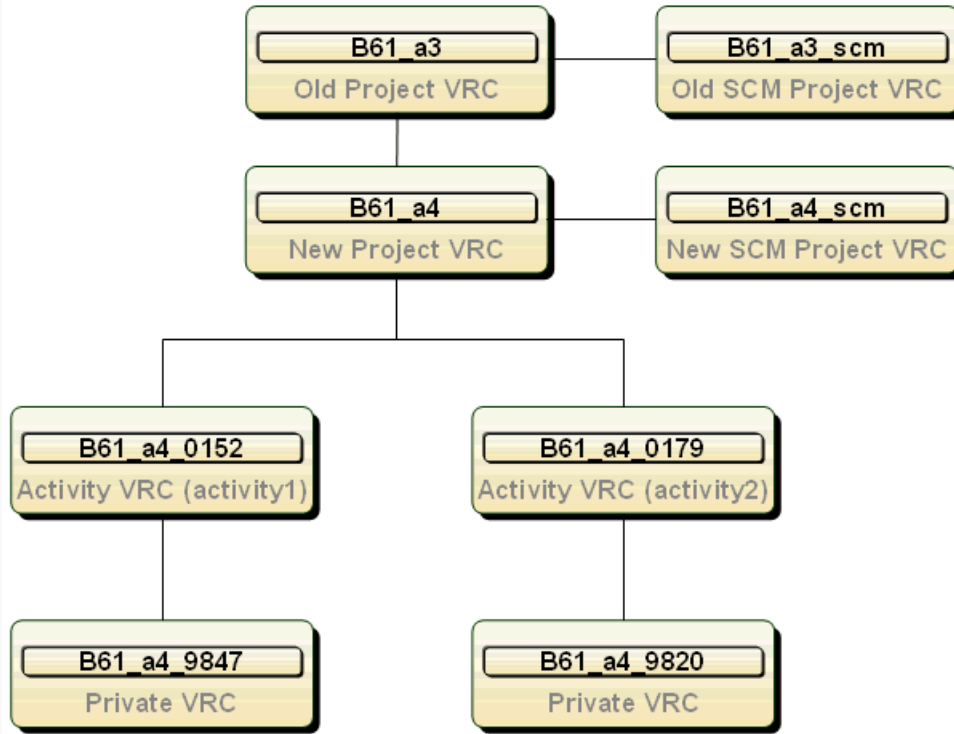 B61_a3
Old Project VRC
B61_a3_scm
Old SCM Project VRC
B61_a4
New Project VRC
B61_a4_scm
New SCM Project VRC
B61_a4_0152
Activity VRC (activity1)
B61_a4_0179
Activity VRC (activity2)
B61_a4_9847
Private VRC
B61_a4_9820
Private VRC